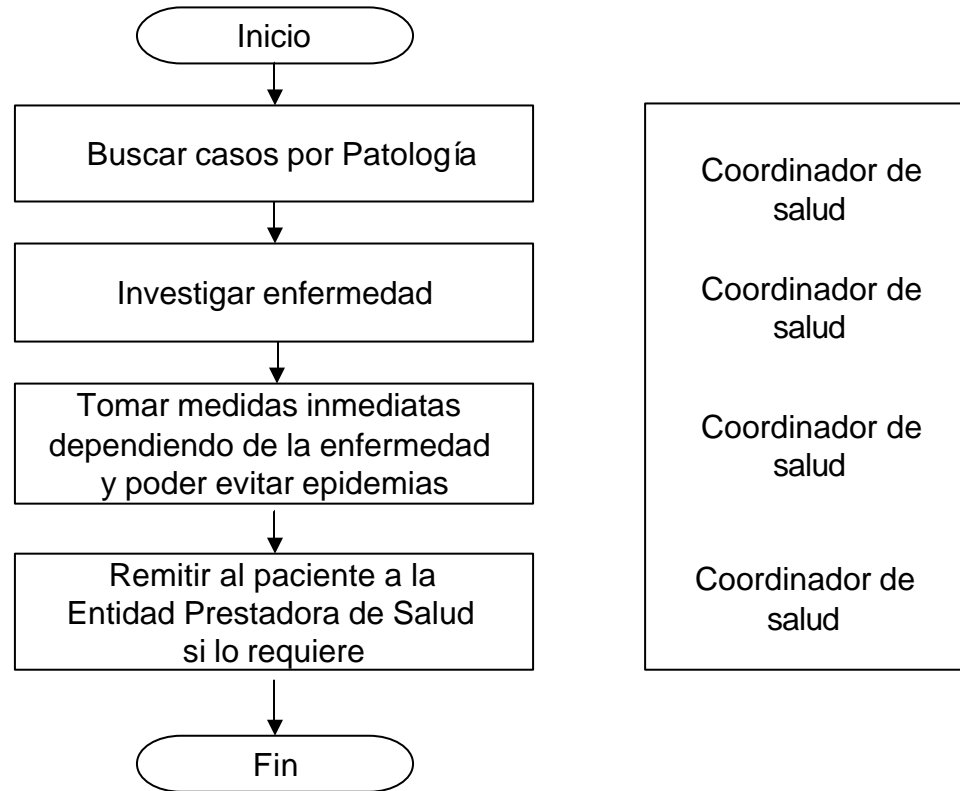 Inicio
Buscar casos por Patología
Coordinador de
salud
Investigar enfermedad
Coordinador de
salud
Tomar medidas inmediatas
dependiendo de la enfermedad
y poder evitar epidemias
Coordinador de
salud
Remitir al paciente a la
Entidad Prestadora de Salud
si lo requiere
Coordinador de
salud
Fin